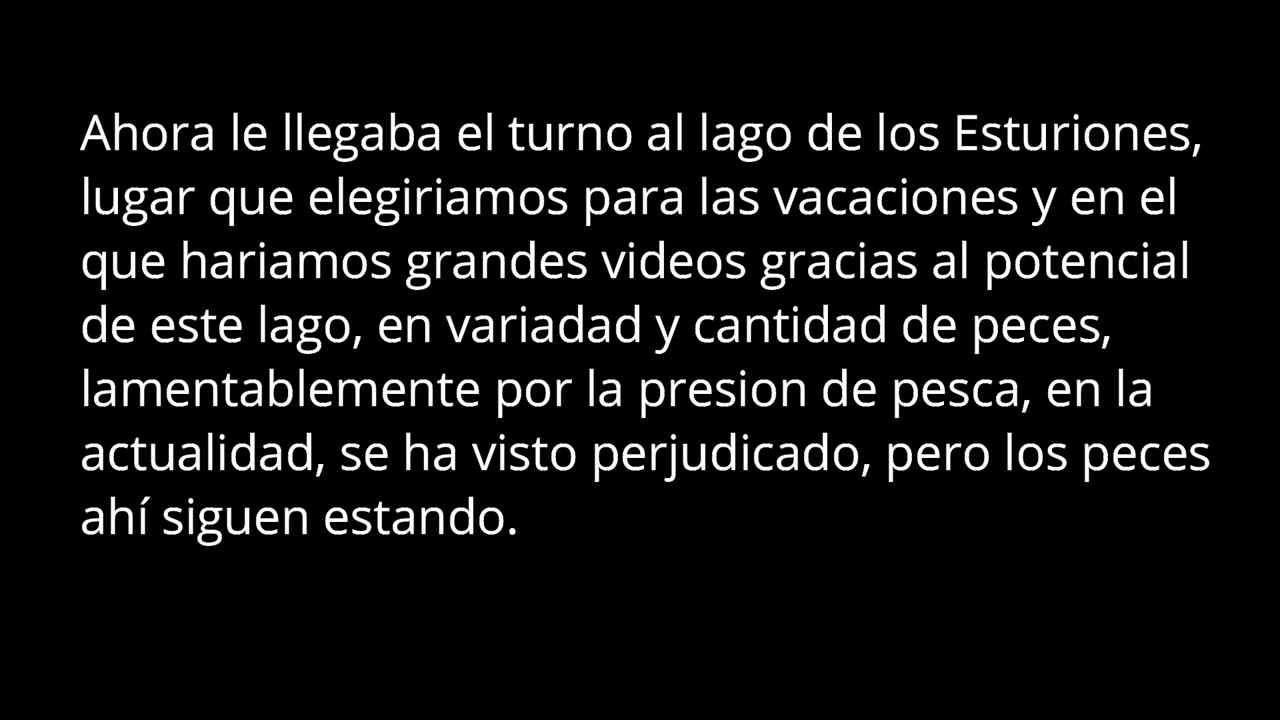 Ahora le llegaba el turno al lago de los Esturiones,
lugar que elegiriamos para las vacaciones y en el
que hariamos grandes videos gracias al potencial
de este lago, en variadad y cantidad de peces,
lamentablemente por la presion de pesca, en la
actualidad, se ha visto perjudicado, pero los peces
ahí siguen estando.